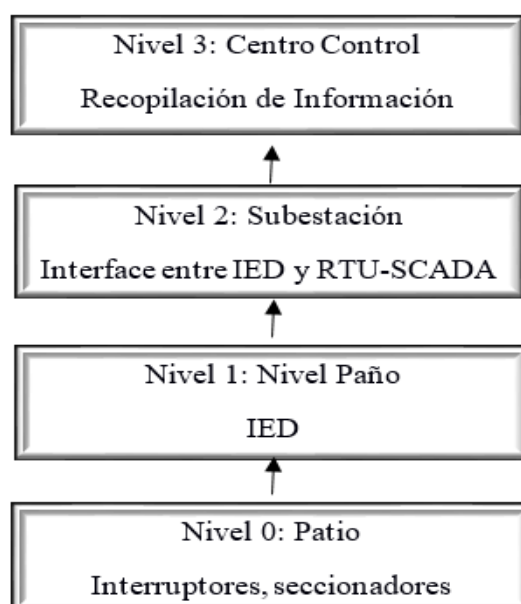 Nivel 3: Centro Control
Recopilación de Información
Nivel 2: Subestación
Interface entre IED y RTU-SCADA
Nivel 1: Nivel Paño
IED
Nivel 0: Patio
Interruptores, seccionadores